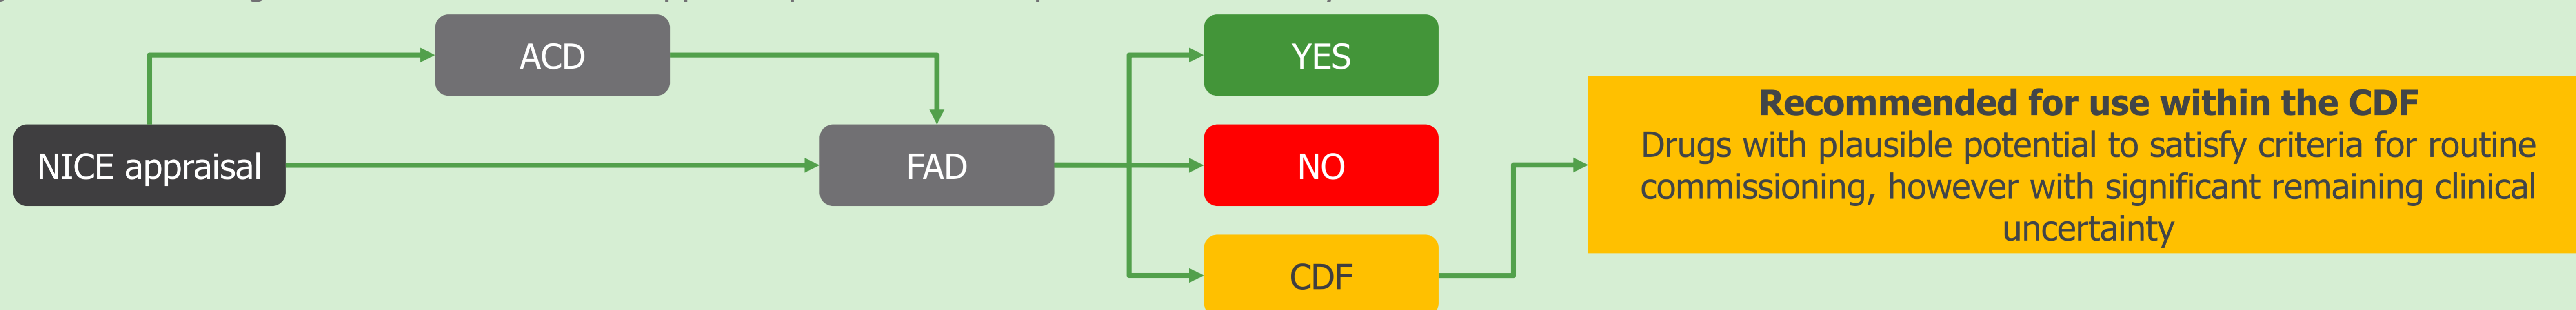 ACD
YES
NICE appraisal
FAD
NO
CDF
Recommended for use within the CDF
Drugs with plausible potential to satisfy criteria for routine
commissioning, however with significant remaining clinical
uncertainty